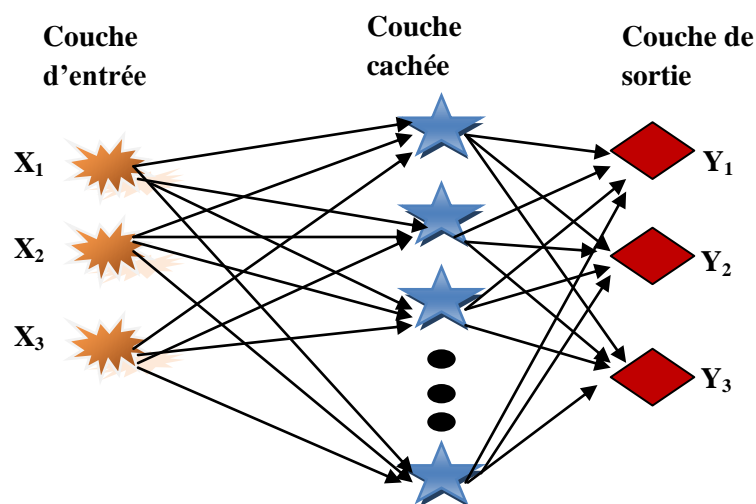 Couche
d’entrée
Couche
cachée
Couche de
sortie
X₁
X₂
X₃
Y₁
Y₂
Y₃